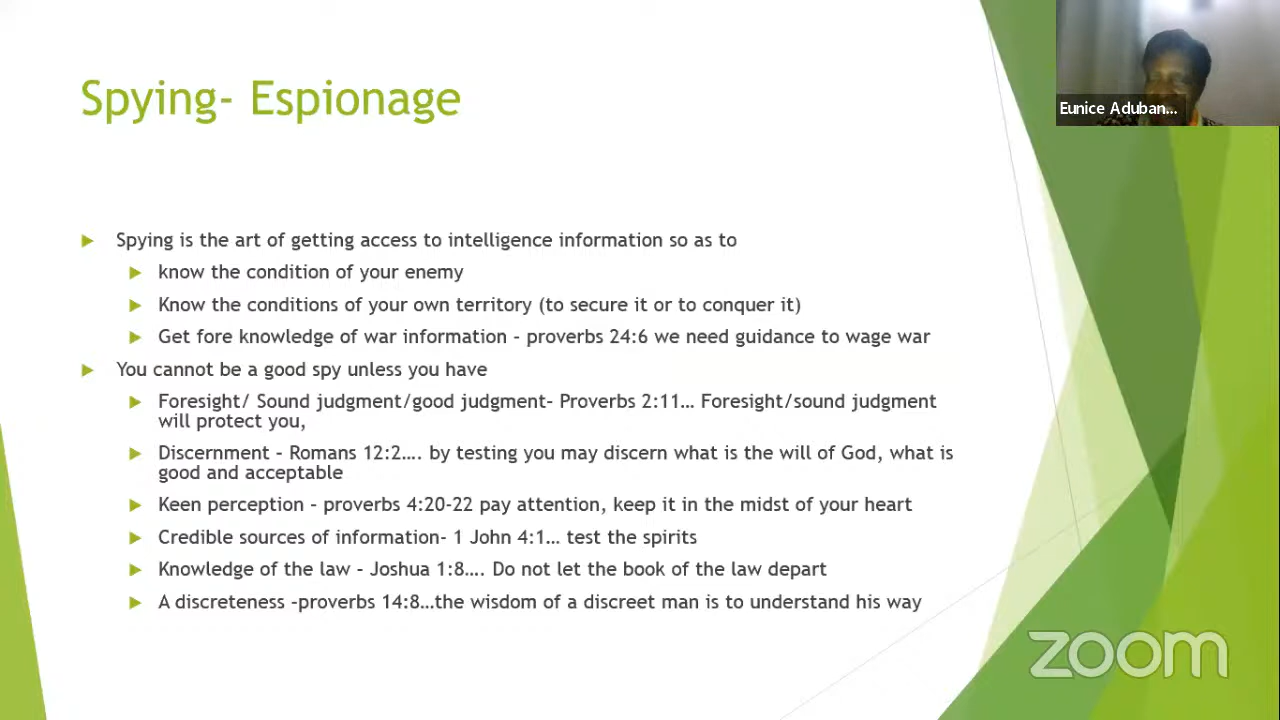 Spying- Espionage
Eunice Aduban...
Spying is the art of getting access to intelligence information so as to
know the condition of your enemy
Know the conditions of your own territory (to secure it or to conquer it)
Get fore knowledge of war information – proverbs 24:6 we need guidance to wage war
You cannot be a good spy unless you have
Foresight/ Sound judgment/good judgment– Proverbs 2:11… Foresight/sound judgment
will protect you,
Discernment – Romans 12:2…. by testing you may discern what is the will of God, what is
good and acceptable
Keen perception – proverbs 4:20-22 pay attention, keep it in the midst of your heart
Credible sources of information- 1 John 4:1… test the spirits
Knowledge of the law – Joshua 1:8…. Do not let the book of the law depart
A discreteness –proverbs 14:8…the wisdom of a discreet man is to understand his way
zoom